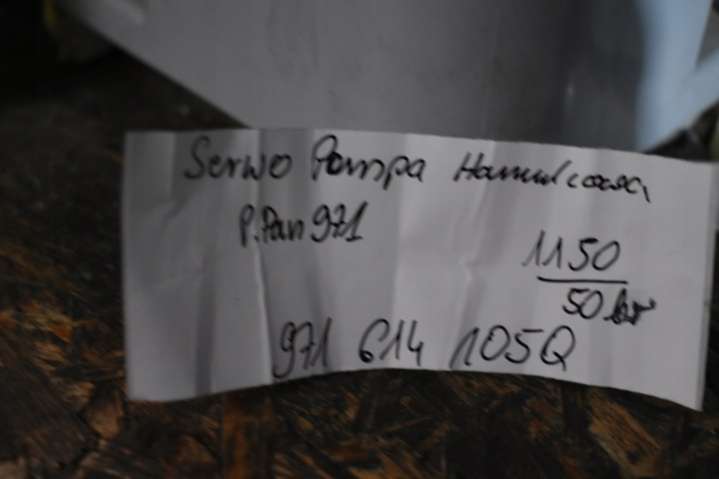 Serwo Pompa Hamulcowa
P.Pan 971
1150
50 br
971 614 105Q